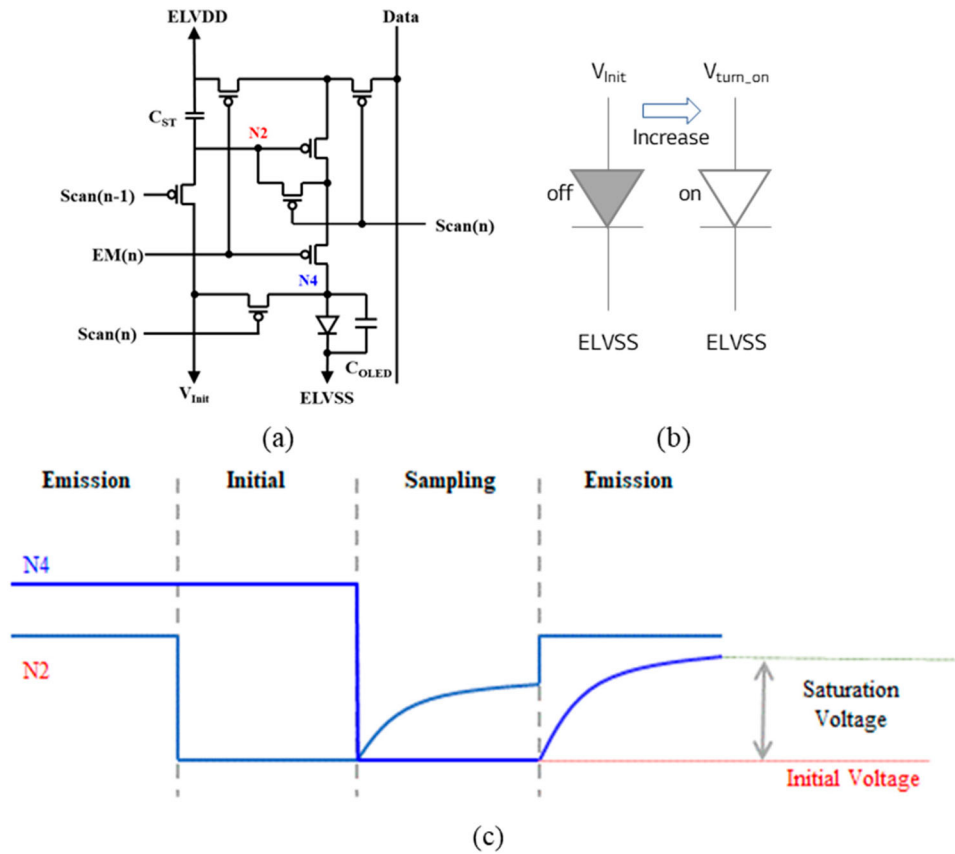 ELVDD
Data
C_ST
N2
Scan(n-1)
Scan(n)
EM(n)
N4
Scan(n)
C_OLED
V_Init
ELVSS
(a)
V_Init
V_turn_on
Increase
off
on
ELVSS
ELVSS
(b)
Emission
Initial
Sampling
Emission
N4
N2
Saturation
Voltage
Initial Voltage
(c)